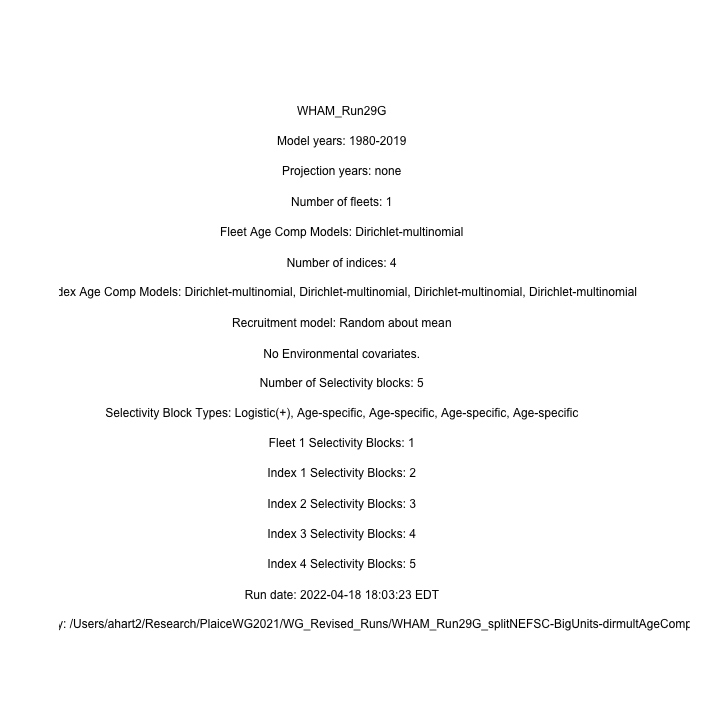 WHAM_Run29G
Model years: 1980-2019
Projection years: none
Number of fleets: 1
Fleet Age Comp Models: Dirichlet-multinomial
Number of indices: 4
dex Age Comp Models: Dirichlet-multinomial, Dirichlet-multinomial, Dirichlet-multinomial, Dirichlet-multinomial
Recruitment model: Random about mean
No Environmental covariates.
Number of Selectivity blocks: 5
Selectivity Block Types: Logistic(+), Age-specific, Age-specific, Age-specific, Age-specific
Fleet 1 Selectivity Blocks: 1
Index 1 Selectivity Blocks: 2
Index 2 Selectivity Blocks: 3
Index 3 Selectivity Blocks: 4
Index 4 Selectivity Blocks: 5
Run date: 2022-04-18 18:03:23 EDT
y: /Users/ahart2/Research/PlaiceWG2021/WG_Revised_Runs/WHAM_Run29G_splitNEFSC-BigUnits-dirmultAgeComp